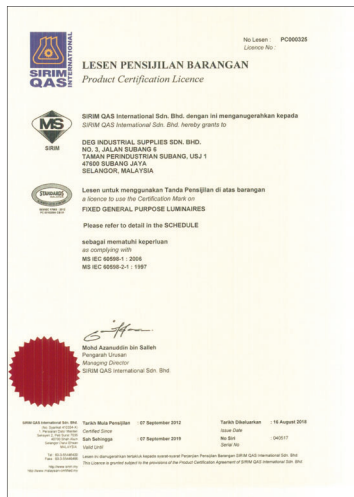 SIRIM QAS
INTERNATIONAL
No Lesen : PC000325
Licence No.:
LESEN PENSIJILAN BARANGAN
Product Certification Licence
MS
SIRIM
SIRIM QAS International Sdn. Bhd. dengan ini menganugerahkan kepada
SIRIM QAS International Sdn. Bhd. hereby grants to
DEG INDUSTRIAL SUPPLIES SDN. BHD.
NO. 3, JALAN SUBANG 6
TAMAN PERINDUSTRIAN SUBANG, USJ 1
47600 SUBANG JAYA
SELANGOR, MALAYSIA
STANDARDS
Lesen untuk menggunakan Tanda Pensijilan di atas barangan
a licence to use the Certification Mark on
FIXED GENERAL PURPOSE LUMINAIRES
Please refer to detail in the SCHEDULE
sebagai mematuhi keperluan
as complying with
MS IEC 60598-1 : 2006
MS IEC 60598-2-1 : 1997
Mohd Azanuddin bin Salleh
Pengarah Urusan
Managing Director
SIRIM QAS International Sdn. Bhd.
SIRIM QAS International Sdn. Bhd.
Tarikh Mula Pensijilan : 07 September 2012
Certified Since
Sah Sehingga : 07 September 2019
Valid Until
Tarikh Dikeluarkan : 16 August 2018
Issue Date
No Siri :
Serial No.
Lesen ini dianugerahkan tertakluk kepada syarat-syarat Perjanjian Pensijilan Barangan SIRIM QAS International Sdn. Bhd.
This Licence is granted subject to the provisions of the Product Certification Agreement of SIRIM QAS International Sdn. Bhd.